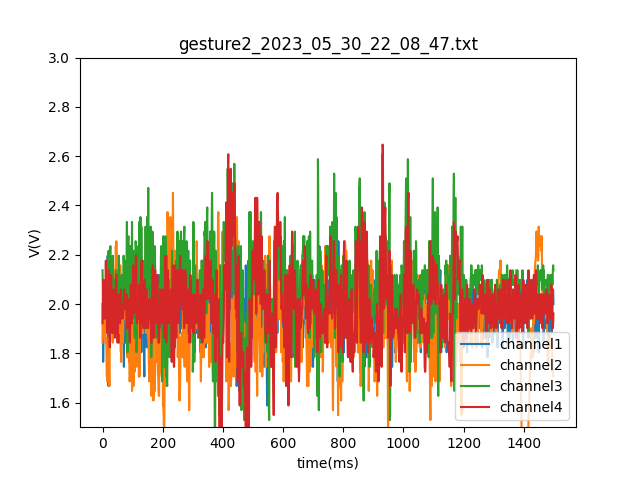 gesture2_2023_05_30_22_08_47.txt
3.0
2.8
2.6
2.4
2.2
2.0
1.8
1.6
V(V)
channel1
channel2
channel3
channel4
0 200 400 600 800 1000 1200 1400
time(ms)